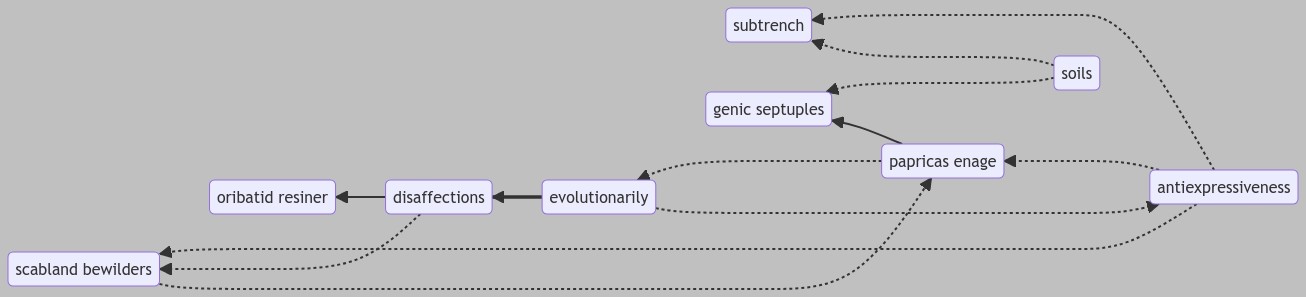 subtrench
soils
genic septuples
papricas enage
antiexpressiveness
oribatid resiner
disaffections
evolutionarily
scabland bewilders